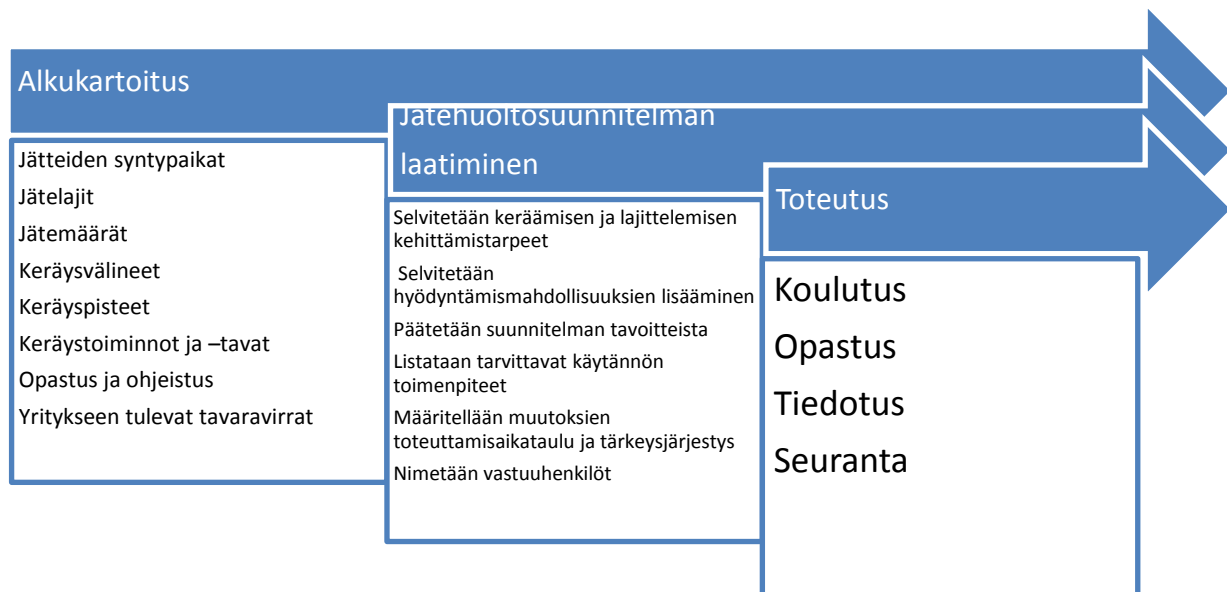 Alkukartoitus
Jätteiden syntypaikat
Jätelajit
Jätemäärät
Keräysvälineet
Keräyspisteet
Keräystoiminnot ja –tavat
Opastus ja ohjeistus
Yritykseen tulevat tavaravirrat
Jätehuoltosuunnitelman
laatiminen
Selvitetään keräämisen ja lajittelemisen
kehittämistarpeet
Selvitetään
hyödyntämismahdollisuuksien lisääminen
Päätetään suunnitelman tavoitteista
Listataan tarvittavat käytännön
toimenpiteet
Määritellään muutoksien
toteuttamisaikataulu ja tärkeysjärjestys
Nimetään vastuuhenkilöt
Toteutus
Koulutus
Opastus
Tiedotus
Seuranta